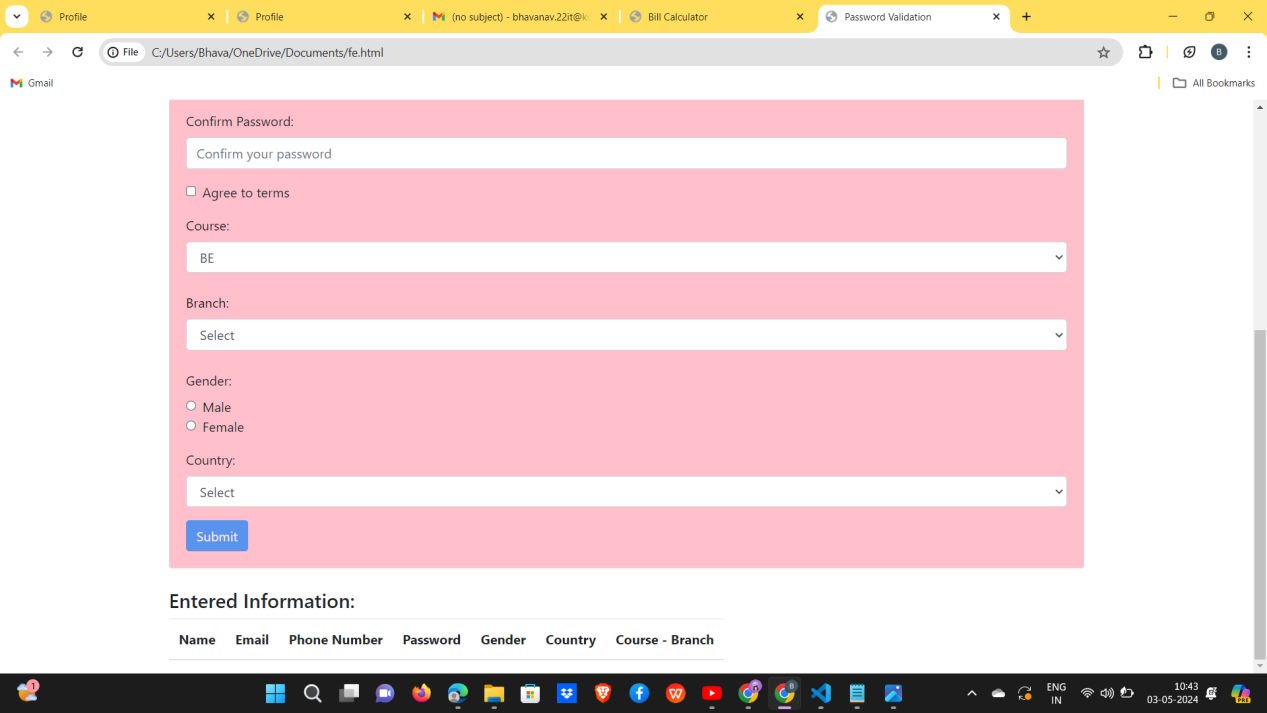 Profile
Profile
(no subject) - bhavanav.22it@k
Bill Calculator
Password Validation
File
C:/Users/Bhava/OneDrive/Documents/fe.html
B
Gmail
All Bookmarks
Confirm Password:
Confirm your password
Agree to terms
Course:
BE
Branch:
Select
Gender:
Male
Female
Country:
Select
Submit
Entered Information:
Name Email Phone Number Password Gender Country Course - Branch
1
ENG
IN
10:43
03-05-2024
PRE